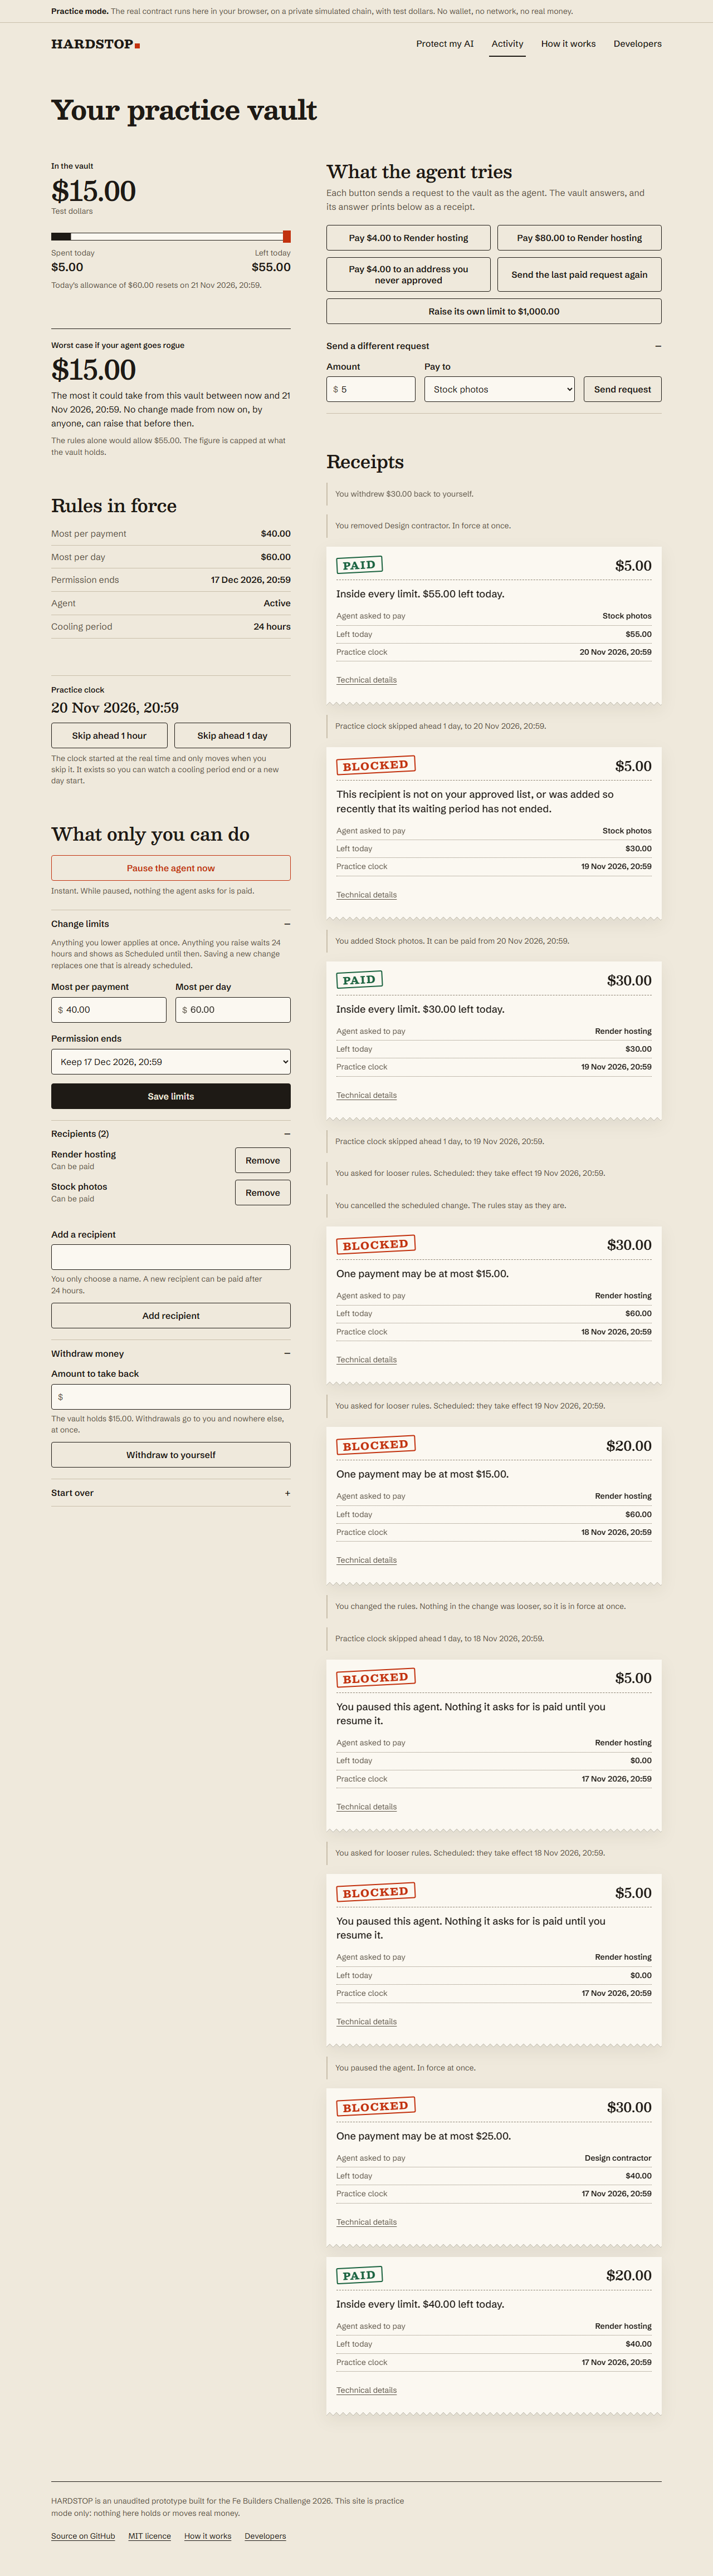 Practice mode. The real contract runs here in your browser, on a private simulated chain, with test dollars. No wallet, no network, no real money.
HARDSTOP
Protect my AI
Activity
How it works
Developers
Your practice vault
In the vault
$15.00
Test dollars
Spent today
Left today
$5.00
$55.00
Today's allowance of $60.00 resets on 21 Nov 2026, 20:59.
Worst case if your agent goes rogue
$15.00
The most it could take from this vault between now and 21
Nov 2026, 20:59. No change made from now on, by
anyone, can raise that before then.
The rules alone would allow $55.00. The figure is capped at what
the vault holds.
Rules in force
Most per payment $40.00
Most per day $60.00
Permission ends 17 Dec 2026, 20:59
Agent Active
Cooling period 24 hours
Practice clock
20 Nov 2026, 20:59
Skip ahead 1 hour
Skip ahead 1 day
The clock started at the real time and only moves when you
skip it. It exists so you can watch a cooling period end or a new
day start.
What only you can do
Pause the agent now
Instant. While paused, nothing the agent asks for is paid.
Change limits −
Anything you lower applies at once. Anything you raise waits 24
hours and shows as Scheduled until then. Saving a new change
replaces one that is already scheduled.
Most per payment
Most per day
$ 40.00
$ 60.00
Permission ends
Keep 17 Dec 2026, 20:59
Save limits
Recipients (2) −
Render hosting
Can be paid
Remove
Stock photos
Can be paid
Remove
Add a recipient
You only choose a name. A new recipient can be paid after
24 hours.
Add recipient
Withdraw money −
Amount to take back
$
The vault holds $15.00. Withdrawals go to you and nowhere else,
at once.
Withdraw to yourself
Start over +
What the agent tries
Each button sends a request to the vault as the agent. The vault answers, and
its answer prints below as a receipt.
Pay $4.00 to Render hosting
Pay $80.00 to Render hosting
Pay $4.00 to an address you
never approved
Send the last paid request again
Raise its own limit to $1,000.00
Send a different request −
Amount
Pay to
$ 5
Stock photos
Send request
Receipts
You withdrew $30.00 back to yourself.
You removed Design contractor. In force at once.
PAID $5.00
Inside every limit. $55.00 left today.
Agent asked to pay Stock photos
Left today $55.00
Practice clock 20 Nov 2026, 20:59
Technical details
Practice clock skipped ahead 1 day, to 20 Nov 2026, 20:59.
BLOCKED $5.00
This recipient is not on your approved list, or was added so
recently that its waiting period has not ended.
Agent asked to pay Stock photos
Left today $30.00
Practice clock 19 Nov 2026, 20:59
Technical details
You added Stock photos. It can be paid from 20 Nov 2026, 20:59.
PAID $30.00
Inside every limit. $30.00 left today.
Agent asked to pay Render hosting
Left today $30.00
Practice clock 19 Nov 2026, 20:59
Technical details
Practice clock skipped ahead 1 day, to 19 Nov 2026, 20:59.
You asked for looser rules. Scheduled: they take effect 19 Nov 2026, 20:59.
You cancelled the scheduled change. The rules stay as they are.
BLOCKED $30.00
One payment may be at most $15.00.
Agent asked to pay Render hosting
Left today $60.00
Practice clock 18 Nov 2026, 20:59
Technical details
You asked for looser rules. Scheduled: they take effect 19 Nov 2026, 20:59.
BLOCKED $20.00
One payment may be at most $15.00.
Agent asked to pay Render hosting
Left today $60.00
Practice clock 18 Nov 2026, 20:59
Technical details
You changed the rules. Nothing in the change was looser, so it is in force at once.
Practice clock skipped ahead 1 day, to 18 Nov 2026, 20:59.
BLOCKED $5.00
You paused this agent. Nothing it asks for is paid until you
resume it.
Agent asked to pay Render hosting
Left today $0.00
Practice clock 17 Nov 2026, 20:59
Technical details
You asked for looser rules. Scheduled: they take effect 18 Nov 2026, 20:59.
BLOCKED $5.00
You paused this agent. Nothing it asks for is paid until you
resume it.
Agent asked to pay Render hosting
Left today $0.00
Practice clock 17 Nov 2026, 20:59
Technical details
You paused the agent. In force at once.
BLOCKED $30.00
One payment may be at most $25.00.
Agent asked to pay Design contractor
Left today $40.00
Practice clock 17 Nov 2026, 20:59
Technical details
PAID $20.00
Inside every limit. $40.00 left today.
Agent asked to pay Render hosting
Left today $40.00
Practice clock 17 Nov 2026, 20:59
Technical details
HARDSTOP is an unaudited prototype built for the Fe Builders Challenge 2026. This site is practice
mode only: nothing here holds or moves real money.
Source on GitHub
MIT licence
How it works
Developers